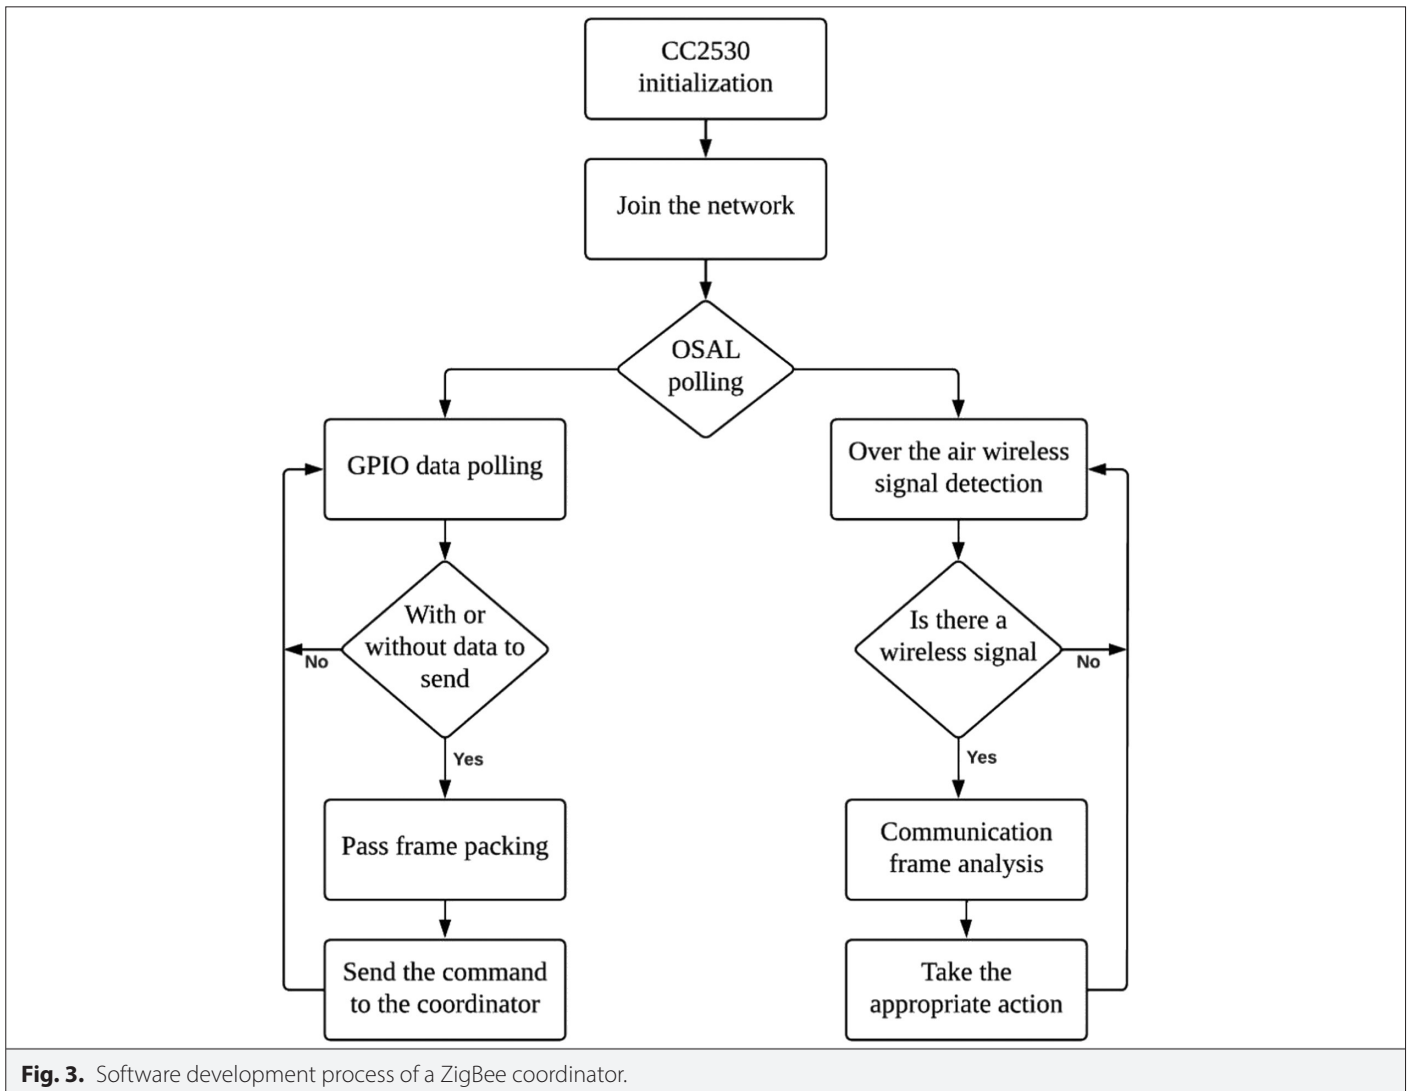 CC2530
initialization
Join the network
OSAL
polling
GPIO data polling
Over the air wireless
signal detection
With or
without data to
send
No
Yes
Is there a
wireless signal
No
Yes
Pass frame packing
Communication
frame analysis
Send the command
to the coordinator
Take the
appropriate action
Fig. 3. Software development process of a ZigBee coordinator.